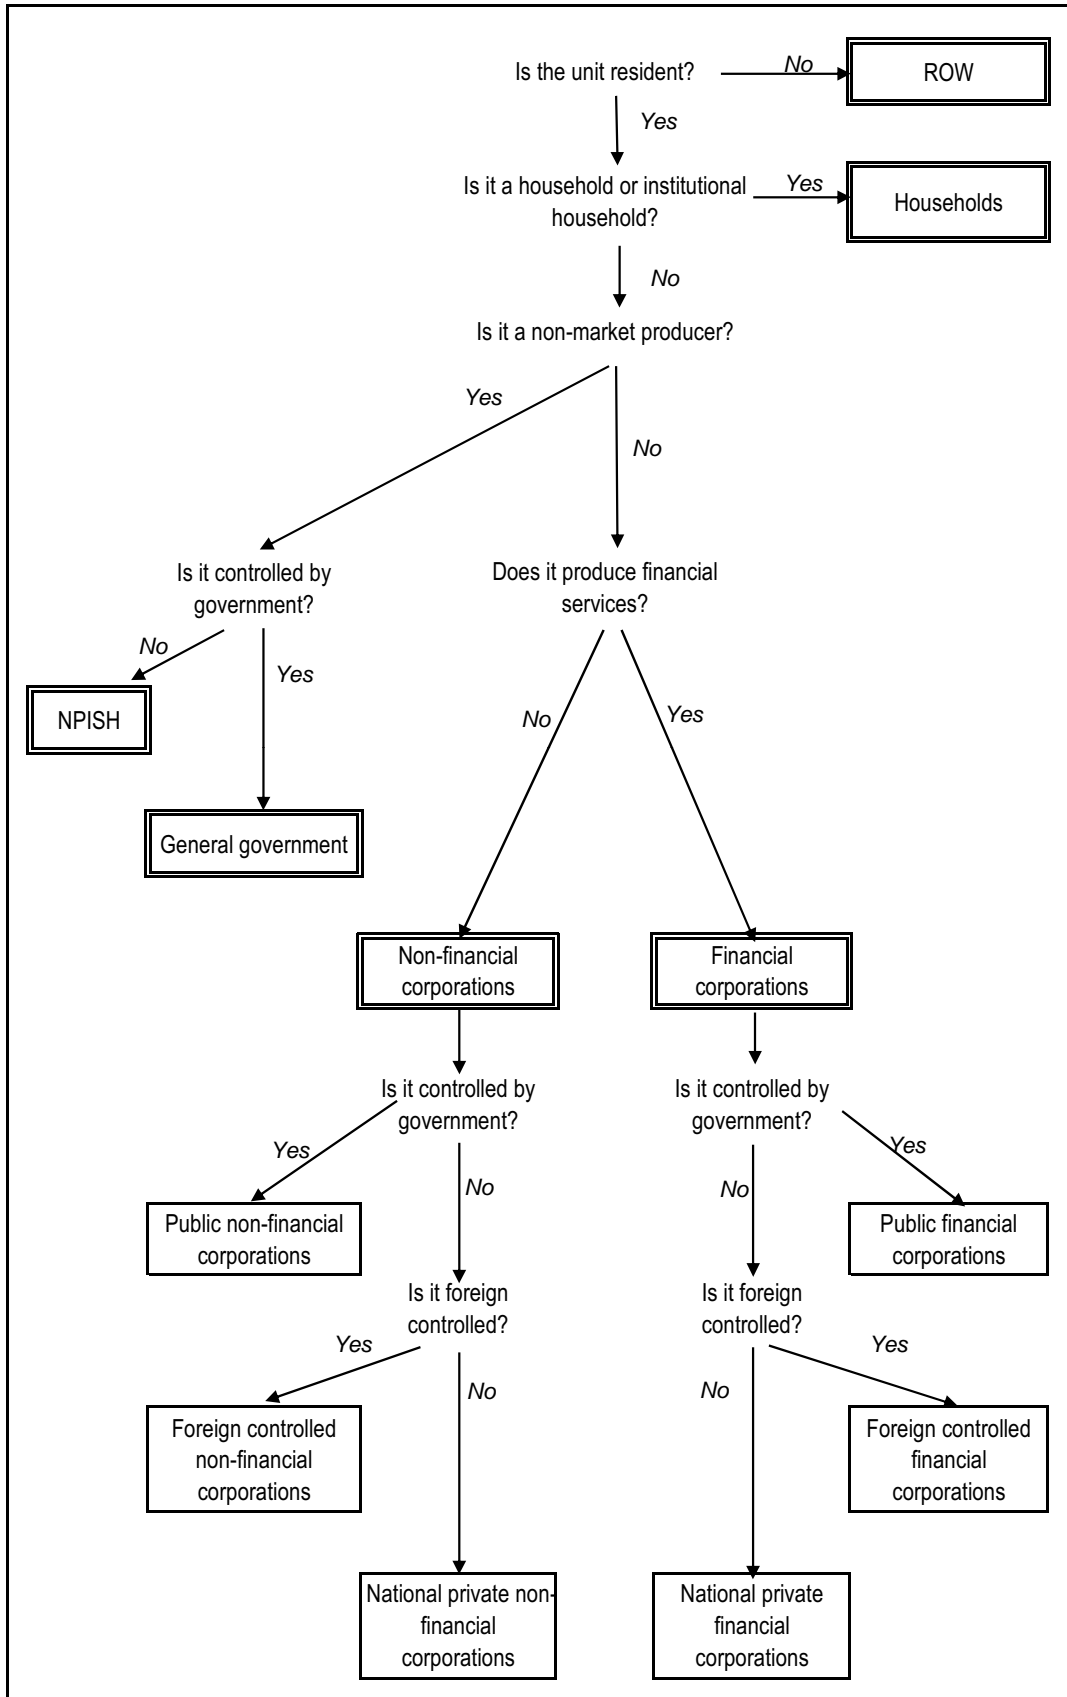 Is the unit resident?
No
ROW
Yes
Is it a household or institutional
household?
Yes
Households
No
Is it a non-market producer?
Yes
No
Is it controlled by
government?
Does it produce financial
services?
No
Yes
NPISH
No
Yes
General government
Non-financial
corporations
Financial
corporations
Is it controlled by
government?
Is it controlled by
government?
Yes
No
No
Yes
Public non-financial
corporations
Public financial
corporations
Is it foreign
controlled?
Is it foreign
controlled?
Yes
No
No
Yes
Foreign controlled
non-financial
corporations
Foreign controlled
financial
corporations
National private non-
financial
corporations
National private
financial
corporations